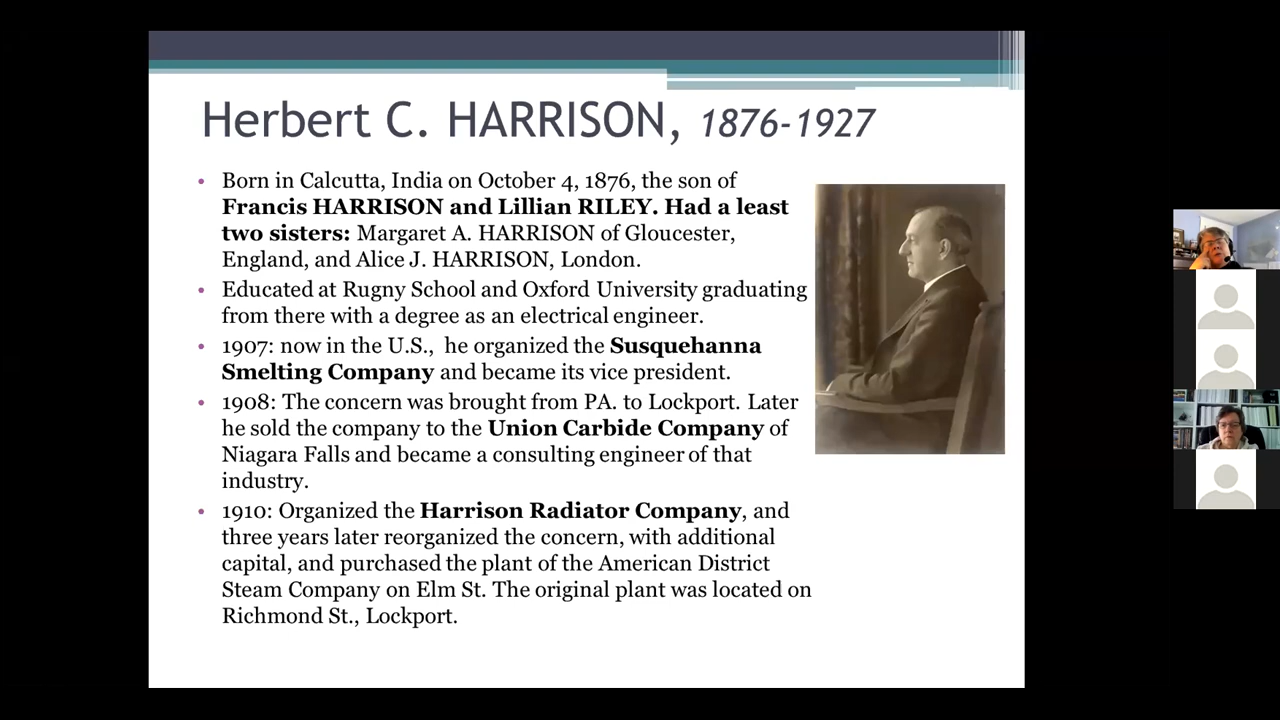 Herbert C. HARRISON, 1876-1927
• Born in Calcutta, India on October 4, 1876, the son of
Francis HARRISON and Lillian RILEY. Had a least
two sisters: Margaret A. HARRISON of Gloucester,
England, and Alice J. HARRISON, London.
• Educated at Rugny School and Oxford University graduating
from there with a degree as an electrical engineer.
• 1907: now in the U.S., he organized the Susquehanna
Smelting Company and became its vice president.
• 1908: The concern was brought from PA. to Lockport. Later
he sold the company to the Union Carbide Company of
Niagara Falls and became a consulting engineer of that
industry.
• 1910: Organized the Harrison Radiator Company, and
three years later reorganized the concern, with additional
capital, and purchased the plant of the American District
Steam Company on Elm St. The original plant was located on
Richmond St., Lockport.